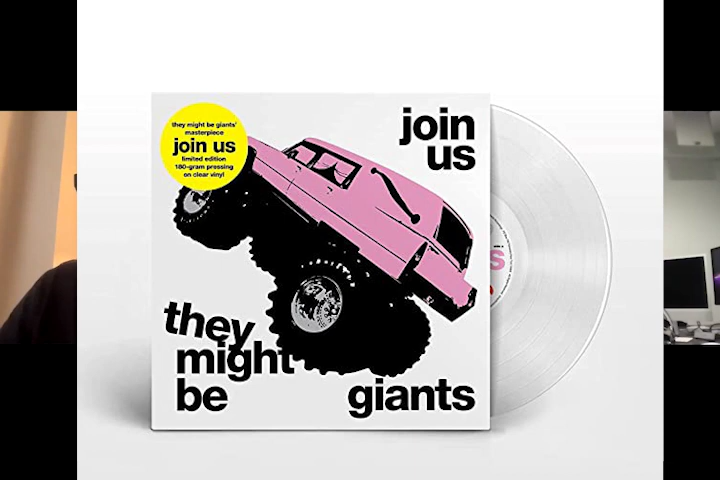 they might be giants'
masterpiece
join us
limited edition
180-gram pressing
on clear vinyl
join
us
they
might
be
giants